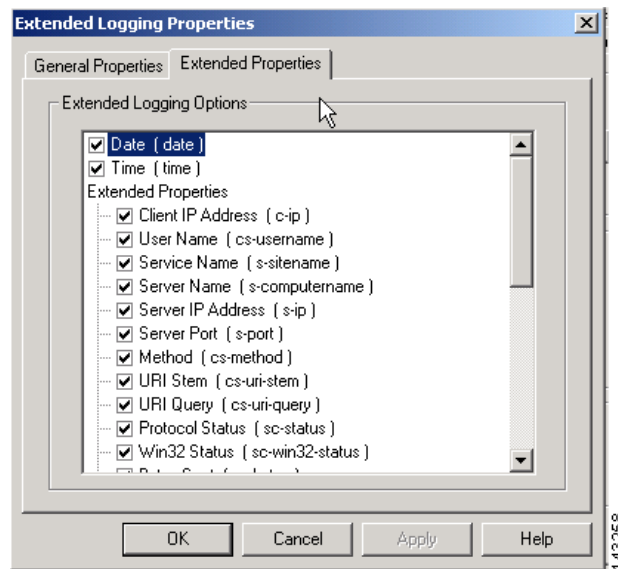 Extended Logging Properties
General Properties
Extended Properties
Extended Logging Options
Date ( date )
Time ( time )
Extended Properties
Client IP Address ( c-ip )
User Name ( cs-username )
Service Name ( s-sitename )
Server Name ( s-computername )
Server IP Address ( s-ip )
Server Port ( s-port )
Method ( cs-method )
URI Stem ( cs-uri-stem )
URI Query ( cs-uri-query )
Protocol Status ( sc-status )
Win32 Status ( sc-win32-status )
OK
Cancel
Apply
Help